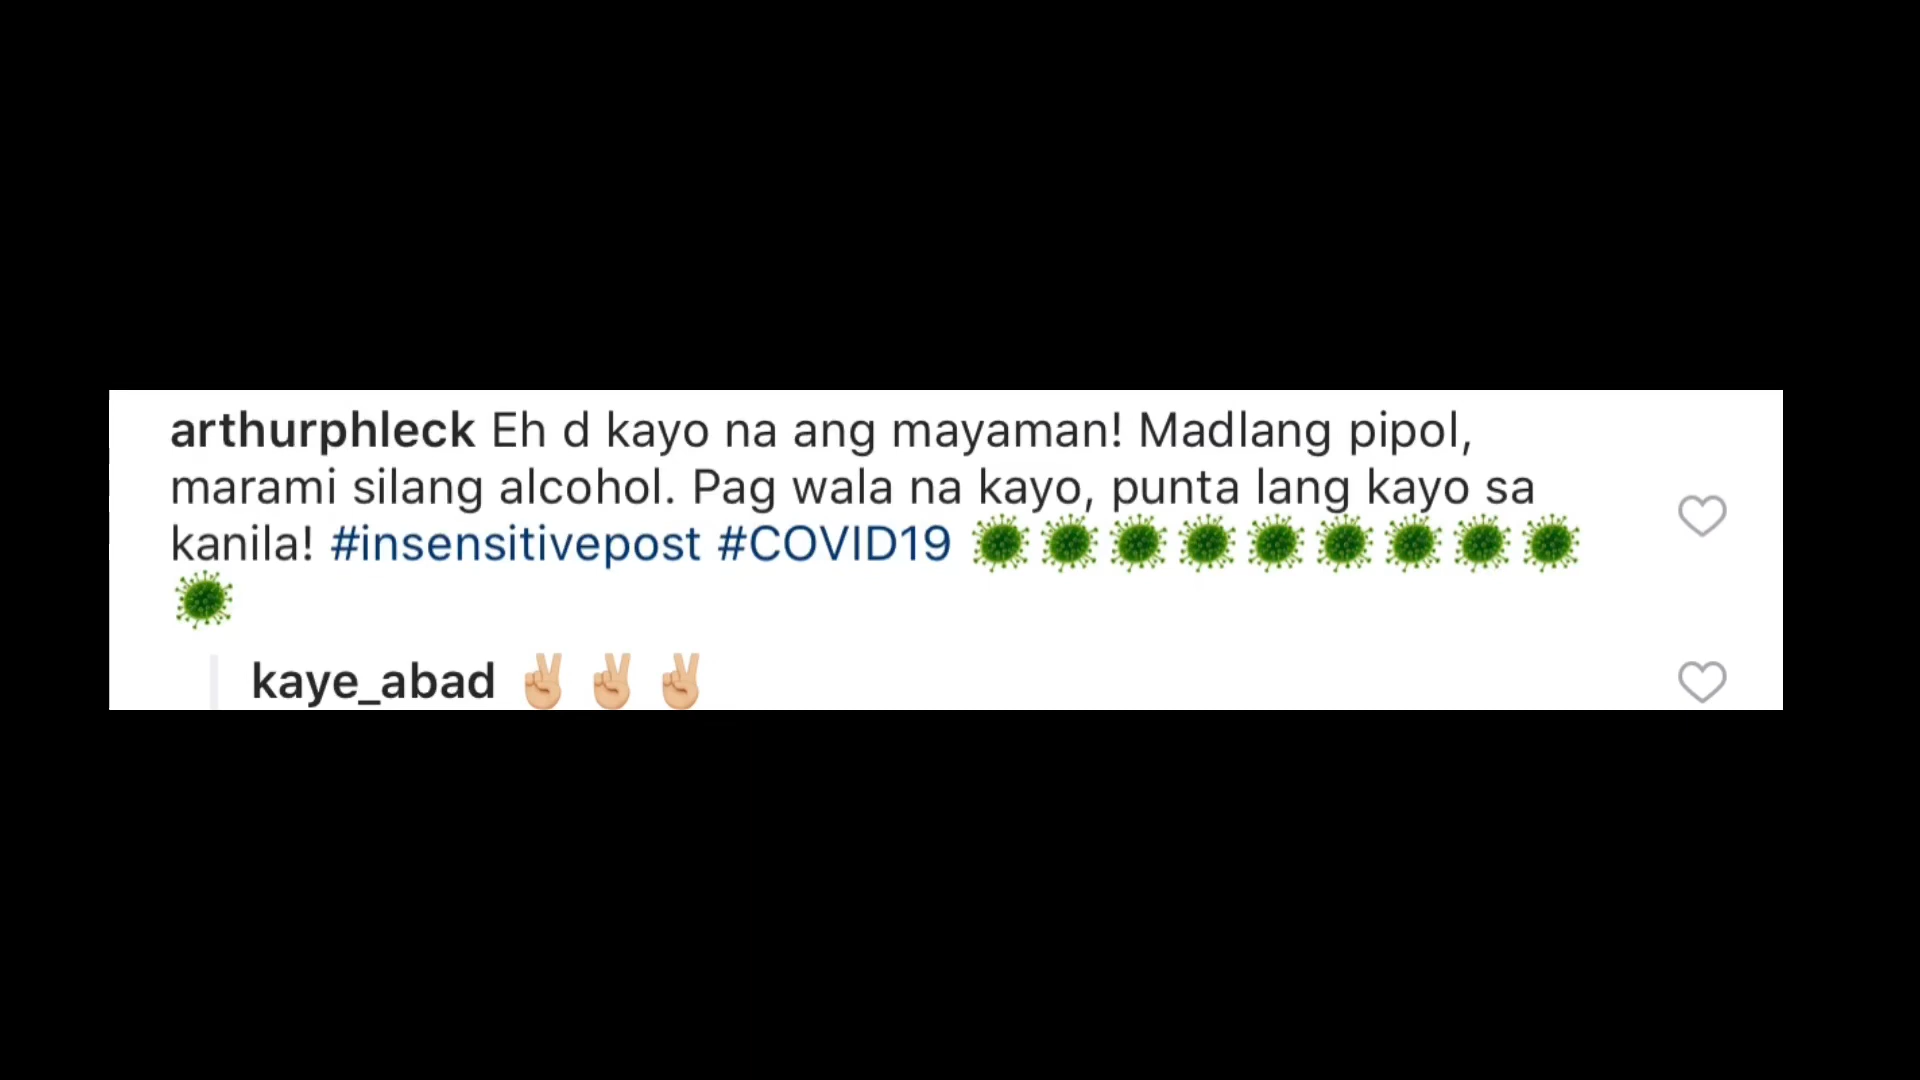 arthurphleck Eh d kayo na ang mayaman! Madlang pipol,
marami silang alcohol. Pag wala na kayo, punta lang kayo sa
kanila! #insensitivepost #COVID19 🦠🦠🦠🦠🦠🦠🦠🦠🦠
🦠
kaye_abad ✌🏼✌🏼✌🏼